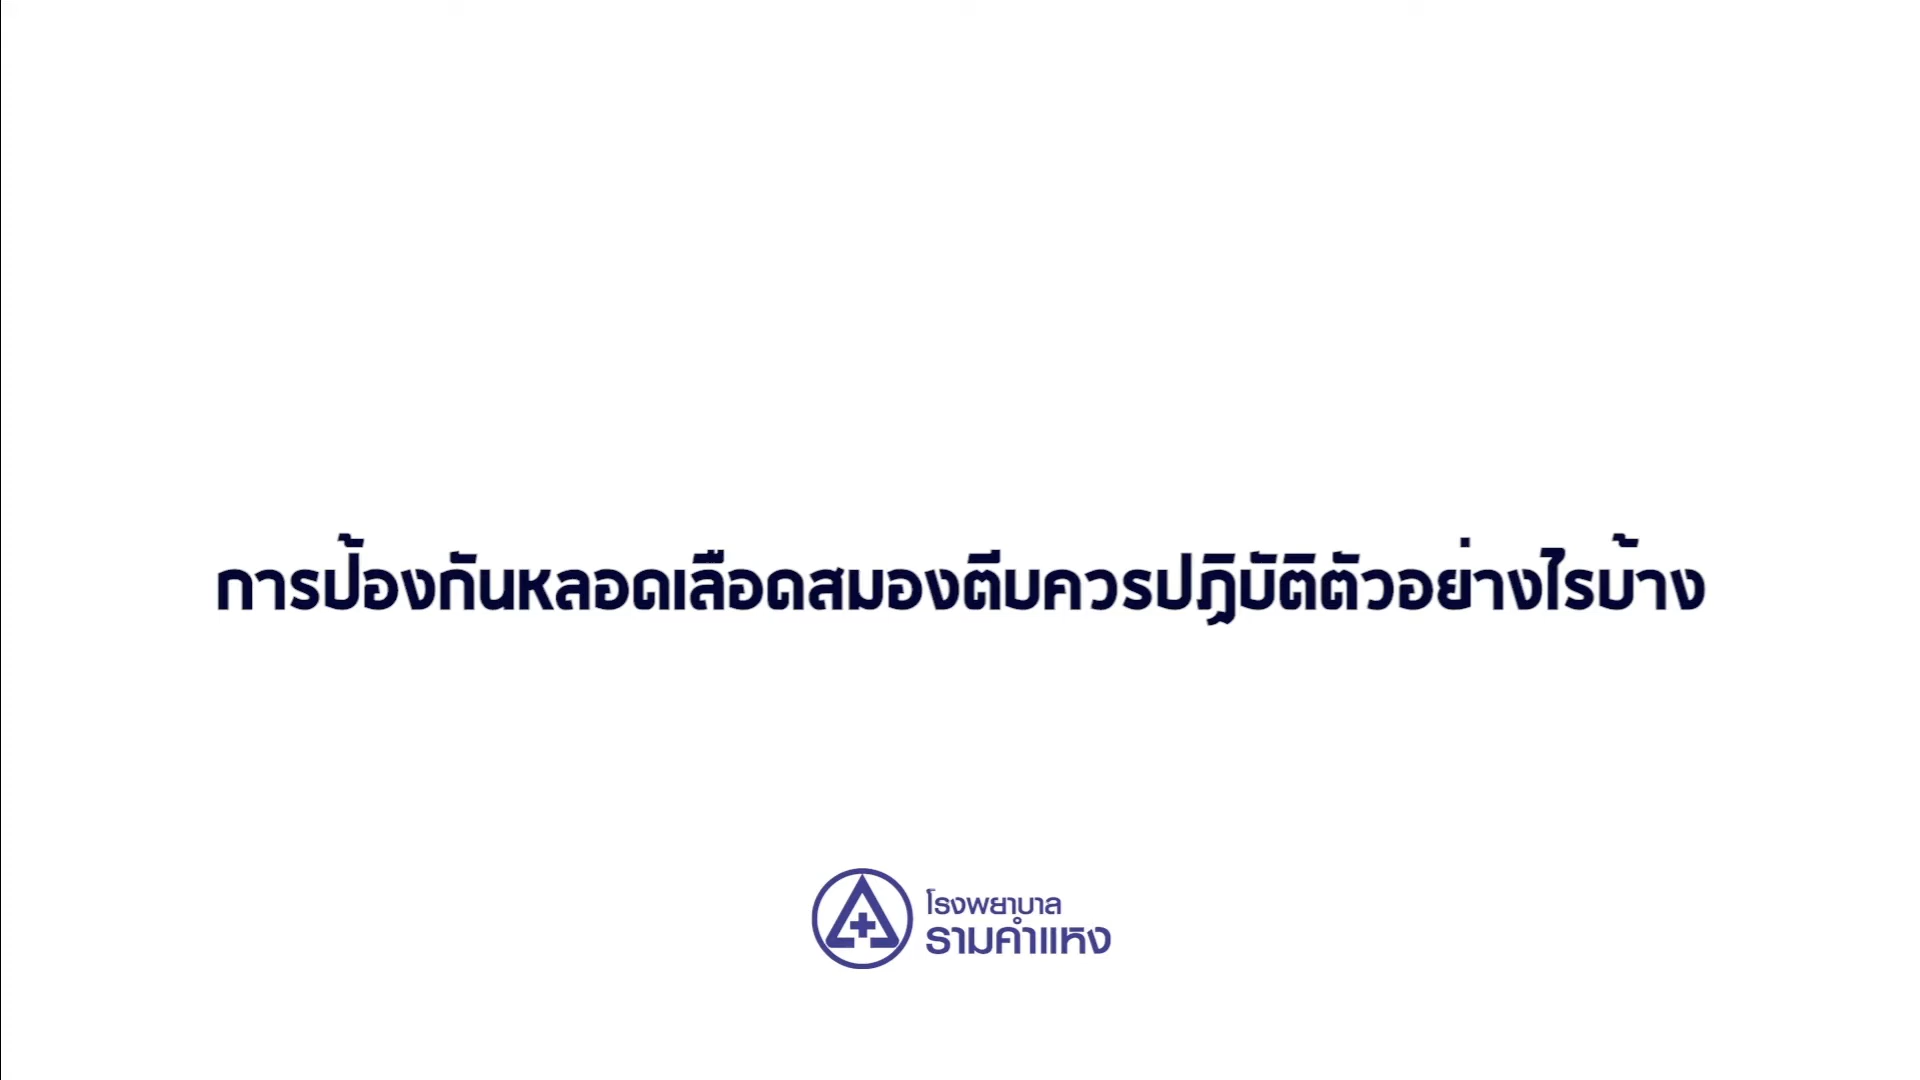 การป้องกันหลอดเลือดสมองตีบควรปฏิบัติตัวอย่างไรบ้าง
โรงพยาบาล
รามคำแหง